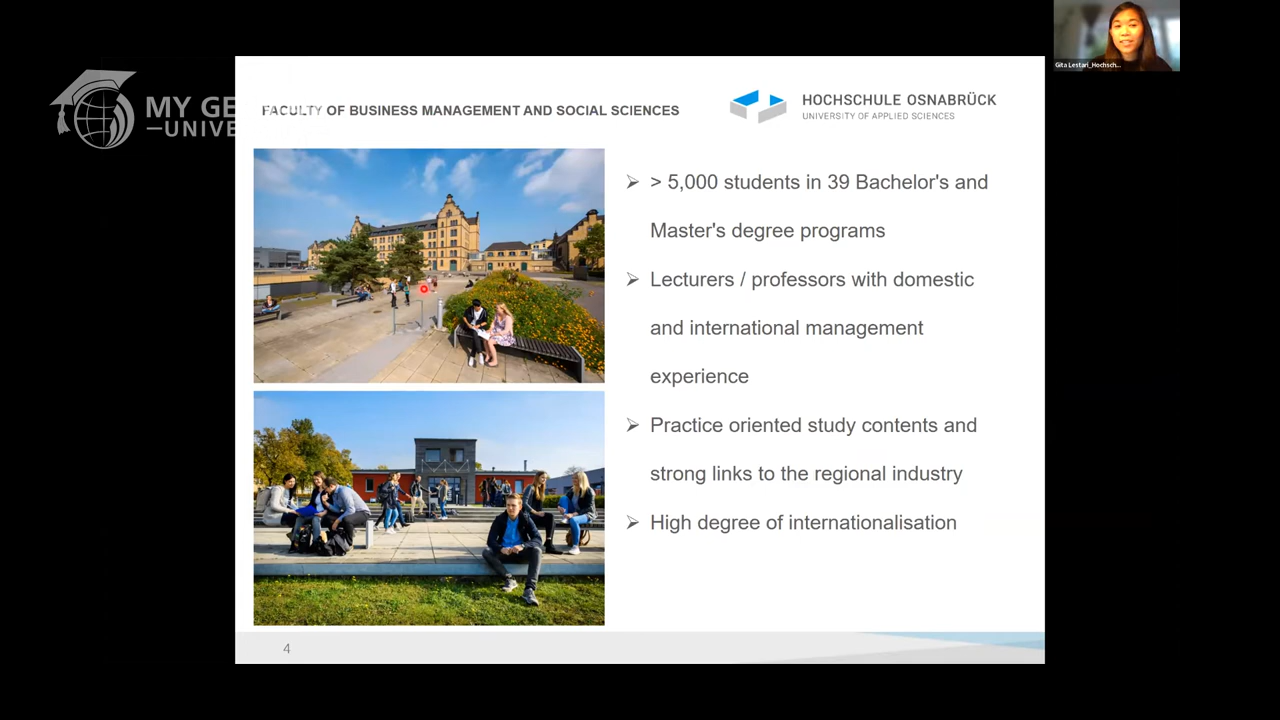 Gita Lestari_Hochsch...
MY GE
UNIVE
FACULTY OF BUSINESS MANAGEMENT AND SOCIAL SCIENCES
HOCHSCHULE OSNABRÜCK
UNIVERSITY OF APPLIED SCIENCES
➢ > 5,000 students in 39 Bachelor's and
Master's degree programs
➢ Lecturers / professors with domestic
and international management
experience
➢ Practice oriented study contents and
strong links to the regional industry
➢ High degree of internationalisation
4